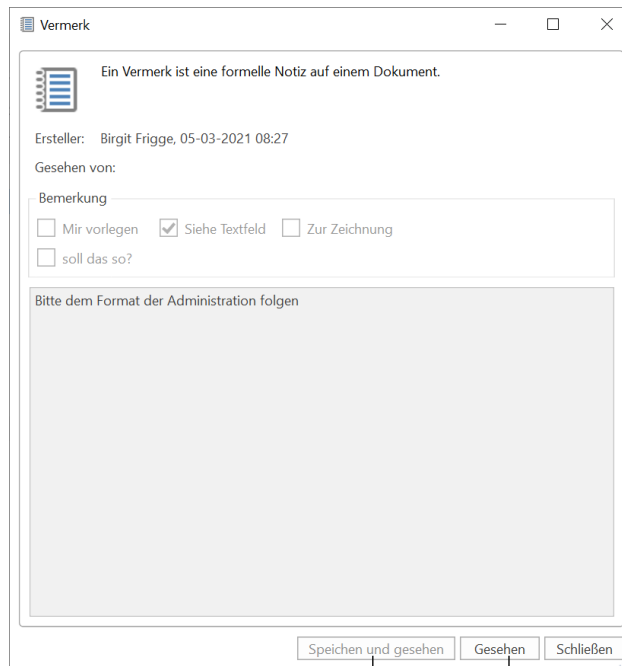 Vermerk
Ein Vermerk ist eine formelle Notiz auf einem Dokument.
Ersteller: Birgit Frigge, 05-03-2021 08:27
Gesehen von:
Bemerkung
Mir vorlegen Siehe Textfeld Zur Zeichnung
soll das so?
Bitte dem Format der Administration folgen
Speichen und gesehen Gesehen Schließen